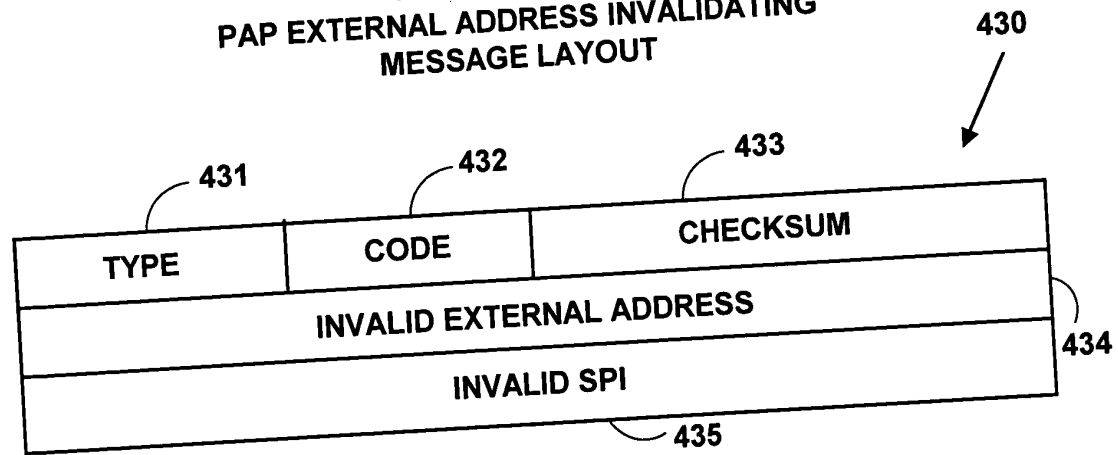 PAP EXTERNAL ADDRESS INVALIDATING
MESSAGE LAYOUT
430
431
432
433
TYPE
CODE
CHECKSUM
INVALID EXTERNAL ADDRESS
434
INVALID SPI
435